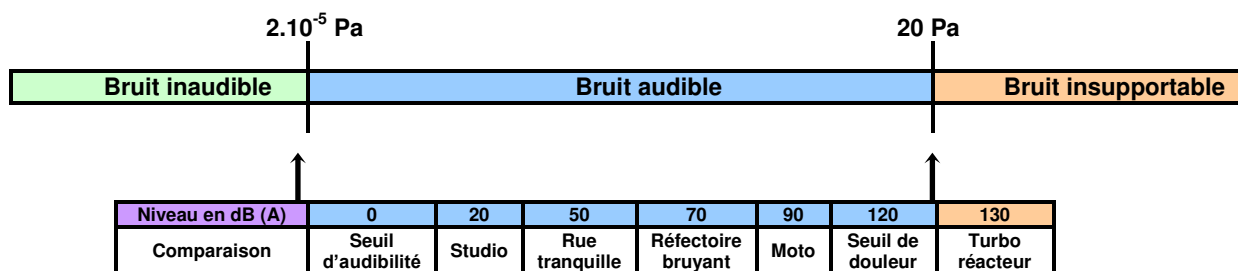 2.10⁻⁵ Pa 20 Pa
Bruit inaudible Bruit audible Bruit insupportable
Niveau en dB (A) 0 20 50 70 90 120 130
Comparaison Seuil d'audibilité Studio Rue tranquille Réfectoire bruyant Moto Seuil de douleur Turbo réacteur